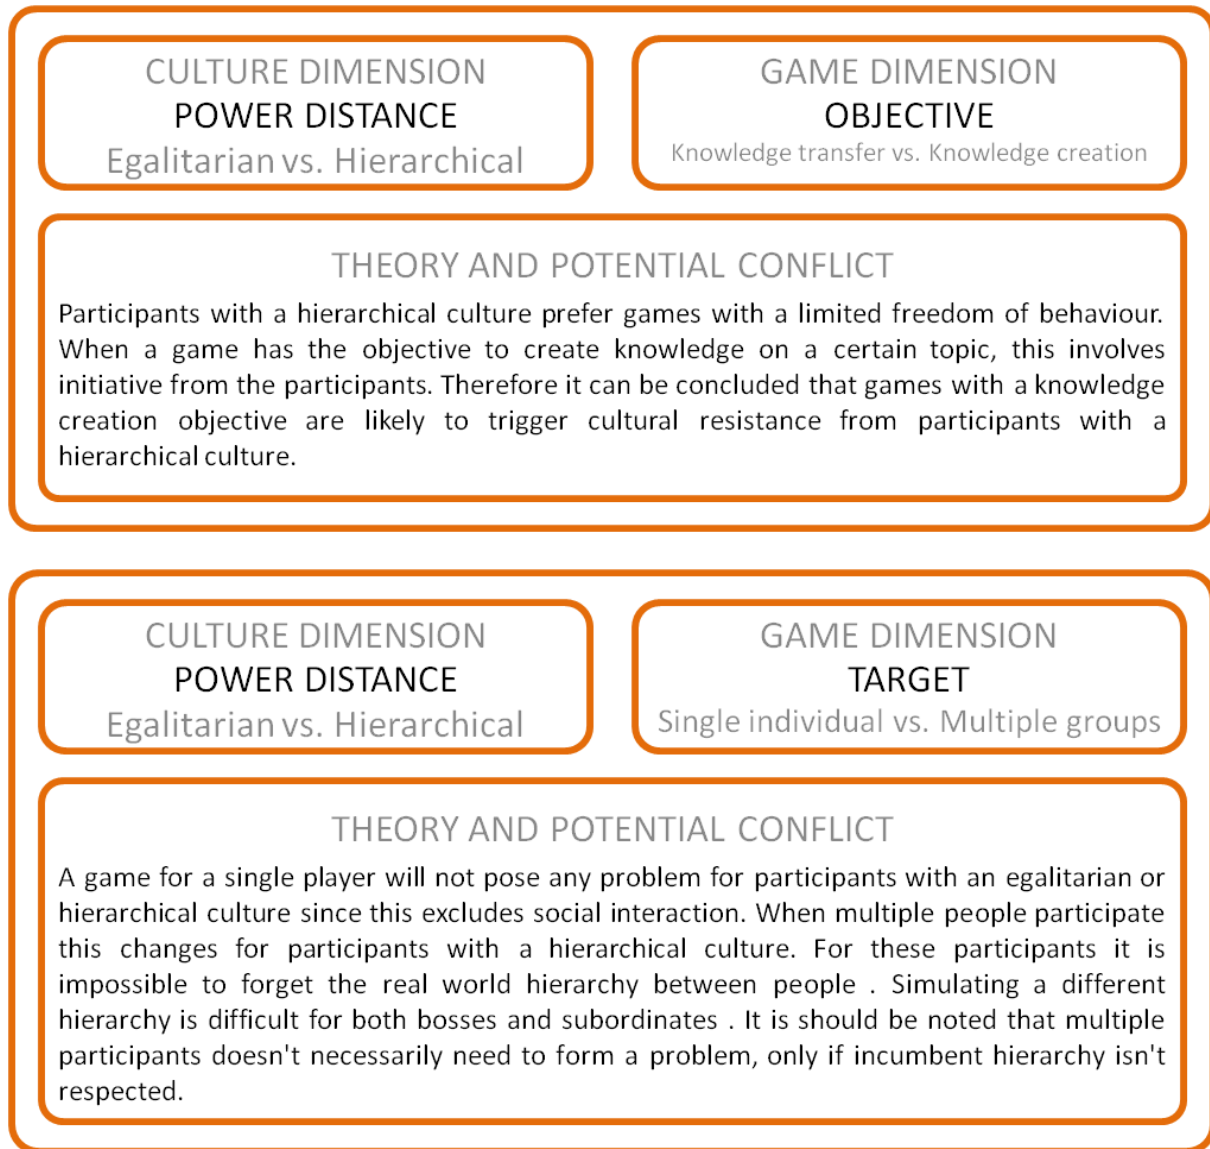 CULTURE DIMENSION
POWER DISTANCE
Egalitarian vs. Hierarchical
GAME DIMENSION
OBJECTIVE
Knowledge transfer vs. Knowledge creation
THEORY AND POTENTIAL CONFLICT
Participants with a hierarchical culture prefer games with a limited freedom of behaviour.
When a game has the objective to create knowledge on a certain topic, this involves
initiative from the participants. Therefore it can be concluded that games with a knowledge
creation objective are likely to trigger cultural resistance from participants with a
hierarchical culture.
CULTURE DIMENSION
POWER DISTANCE
Egalitarian vs. Hierarchical
GAME DIMENSION
TARGET
Single individual vs. Multiple groups
THEORY AND POTENTIAL CONFLICT
A game for a single player will not pose any problem for participants with an egalitarian or
hierarchical culture since this excludes social interaction. When multiple people participate
this changes for participants with a hierarchical culture. For these participants it is
impossible to forget the real world hierarchy between people . Simulating a different
hierarchy is difficult for both bosses and subordinates . It is should be noted that multiple
participants doesn't necessarily need to form a problem, only if incumbent hierarchy isn't
respected.